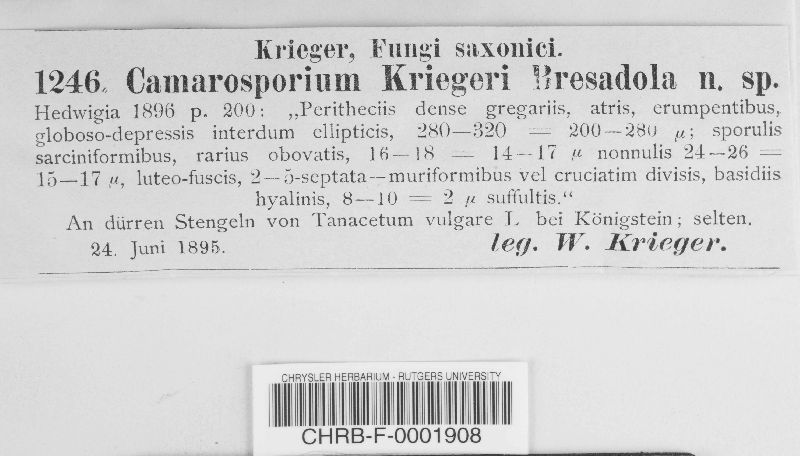 Krieger, Fungi saxonici.
1246. Camarosporium Kriegeri Bresadola n. sp.
Hedwigia 1896 p. 200: „Peritheciis dense gregariis, atris, erumpentibus,
globoso-depressis interdum ellipticis, 280—320 = 200—280 µ; sporulis
sarciniformibus, rarius obovatis, 16—18 = 14—17 µ nonnulis 24—26 =
15—17 µ, luteo-fuscis, 2—5-septata—muriformibus vel cruciatim divisis, basidiis
hyalinis, 8—10 = 2 µ suffultis.“
An dürren Stengeln von Tanacetum vulgare L. bei Königstein; selten.
24. Juni 1895. leg. W. Krieger.
CHRYSLER HERBARIUM - RUTGERS UNIVERSITY
CHRB-F-0001908